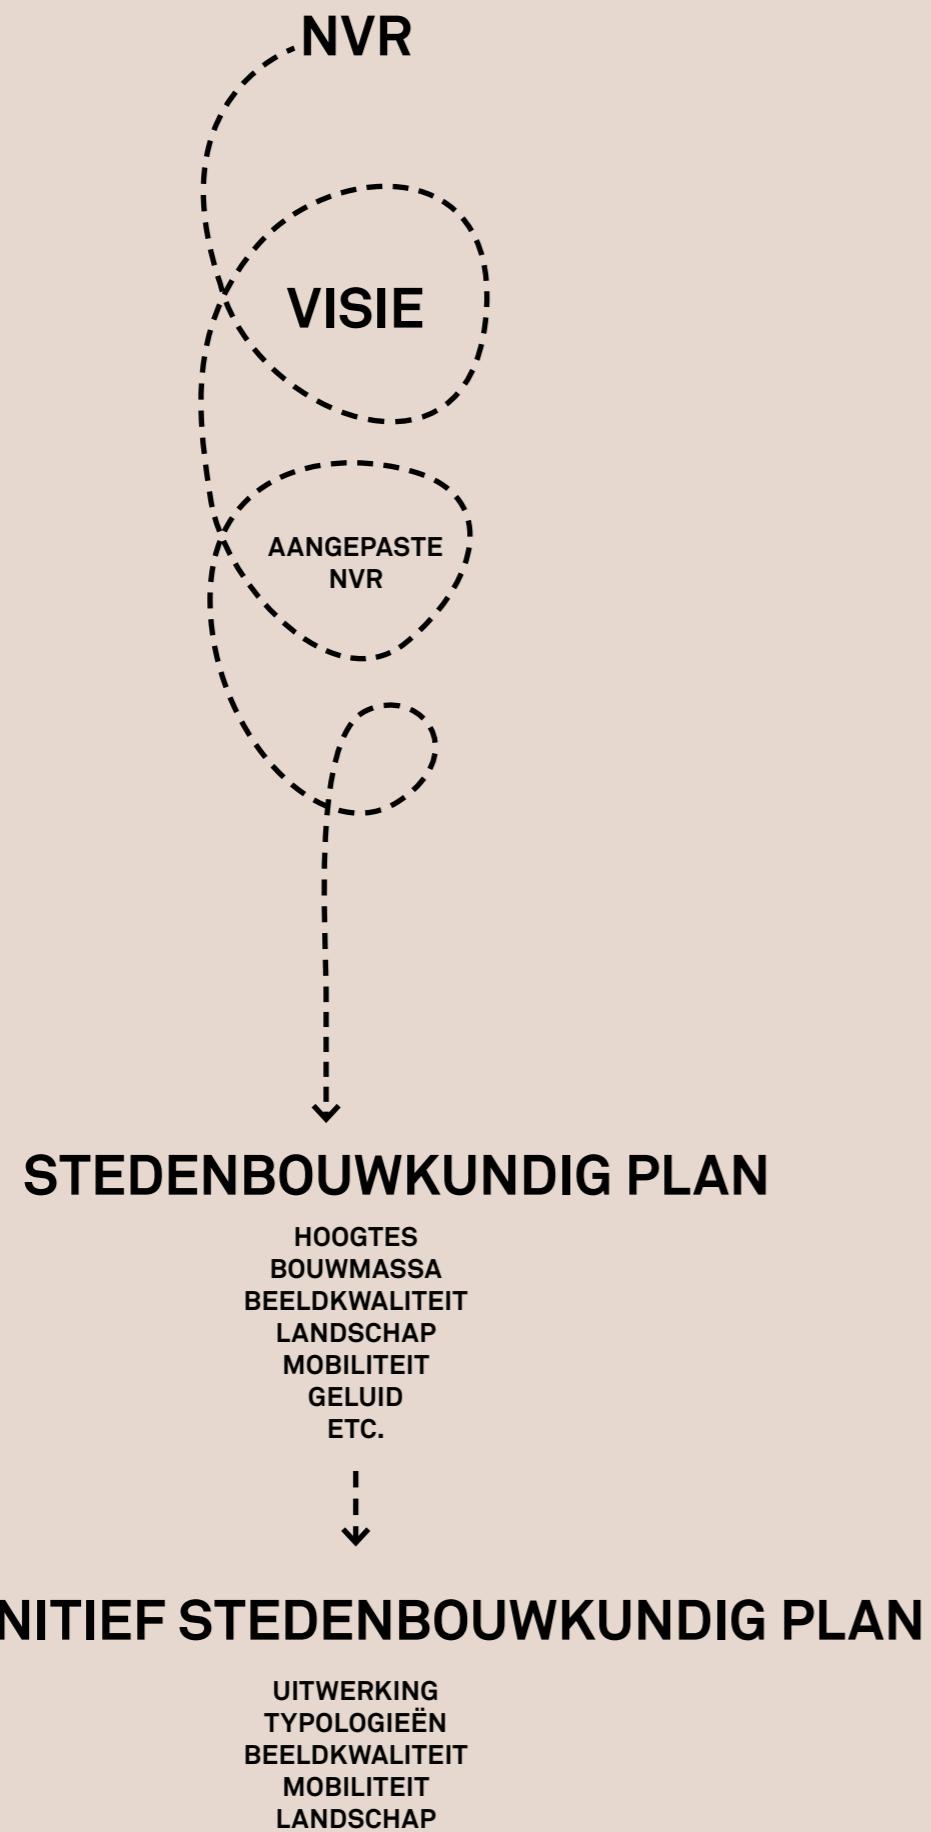 NVR
VISIE
AANGEPASTE
NVR
STEDENBOUWKUNDIG PLAN
HOOGTES
BOUWMASSA
BEELDKWALITEIT
LANDSCHAP
MOBILITEIT
GELUID
ETC.
NITIEF STEDENBOUWKUNDIG PLAN
UITWERKING
TYPOLOGIEËN
BEELDKWALITEIT
MOBILITEIT
LANDSCHAP